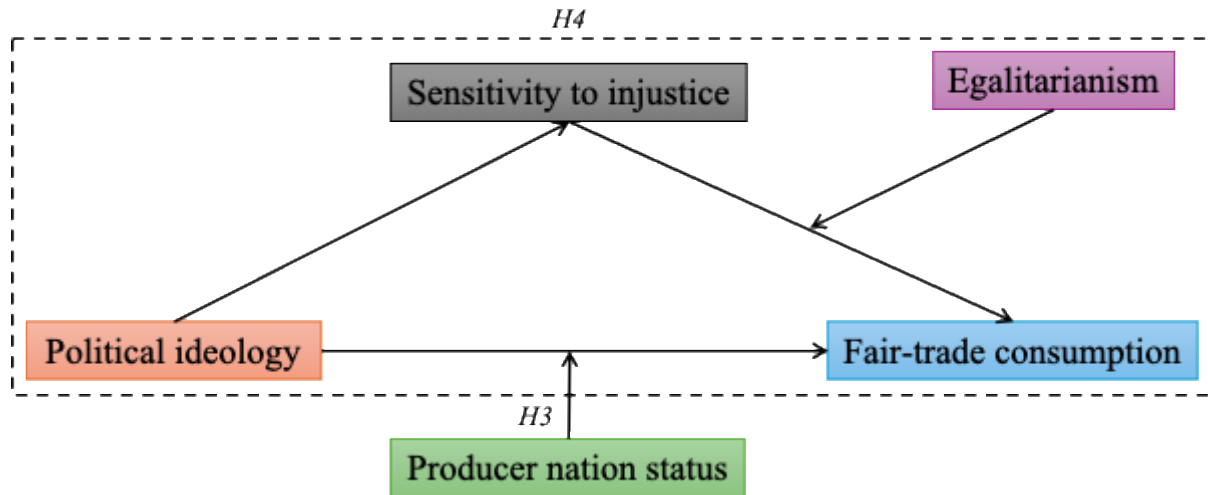 H4
Sensitivity to injustice
Egalitarianism
Political ideology
Fair-trade consumption
H3
Producer nation status